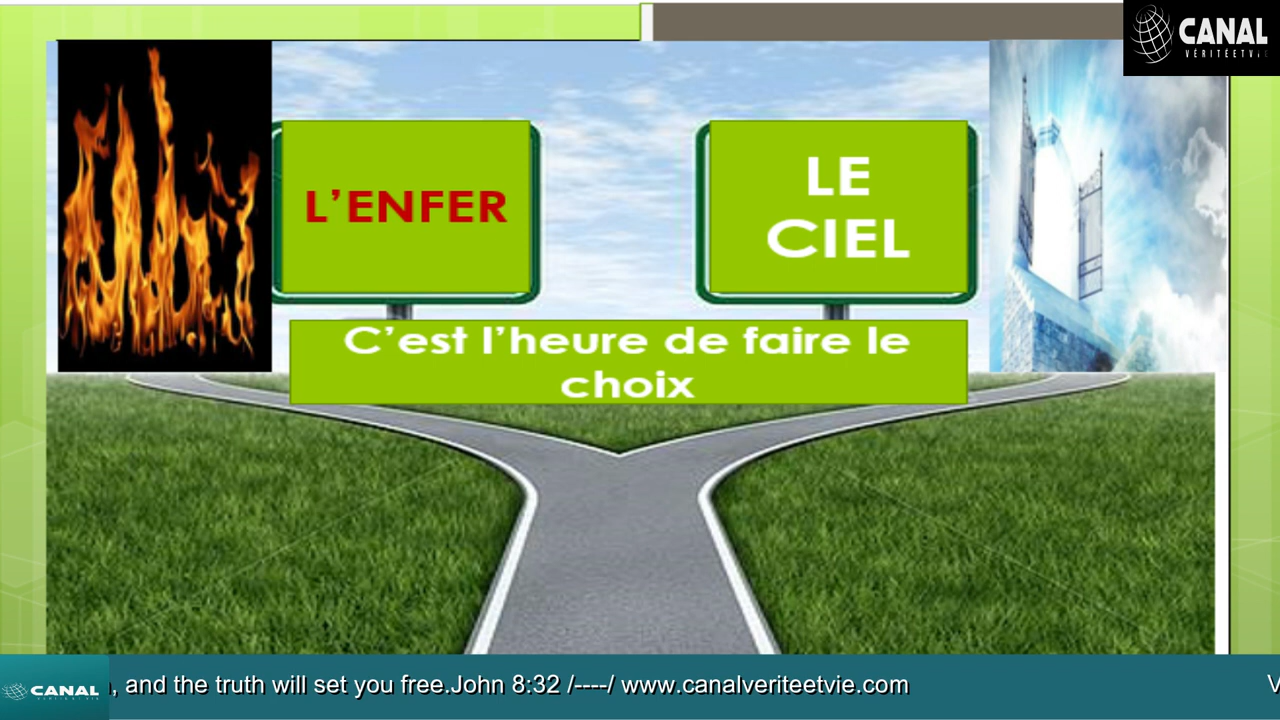 CANAL
VÉRITÉETVIE
L'ENFER
LE
CIEL
C'est l'heure de faire le
choix
CANAL
, and the truth will set you free.John 8:32 /----/ www.canalveriteetvie.com
V